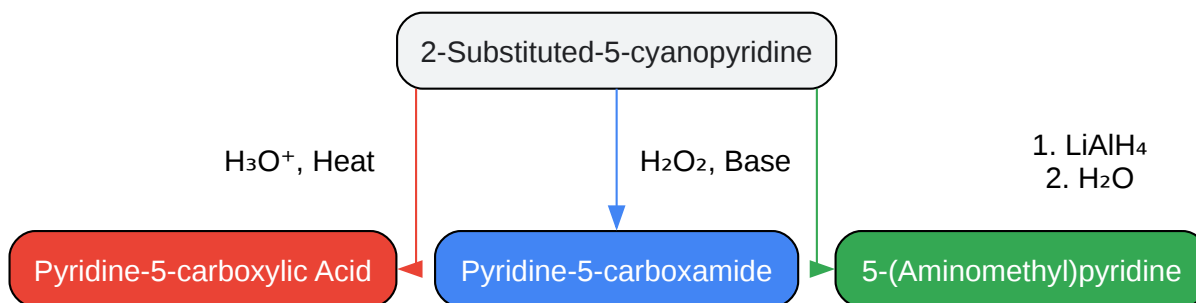 2-Substituted-5-cyanopyridine
H₃O⁺, Heat
H₂O₂, Base
1. LiAlH₄
2. H₂O
Pyridine-5-carboxylic Acid
Pyridine-5-carboxamide
5-(Aminomethyl)pyridine